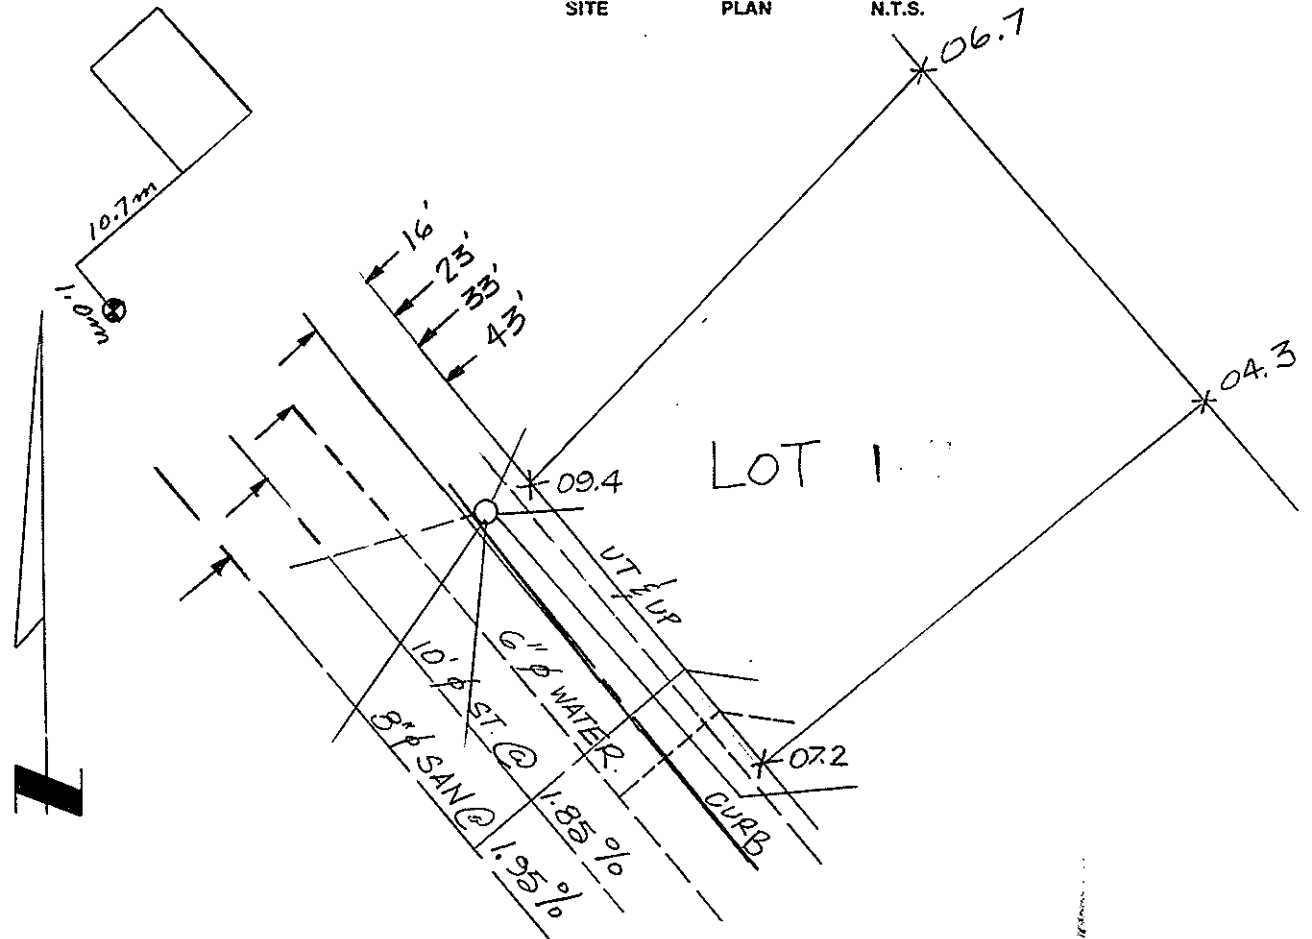 SITE PLAN N.T.S.
06.7
10.7m
1.0m
16'
23'
33'
43'
04.3
09.4
LOT 1
UT & UP
6"ø WATER.
10'ø ST. @ 1.85%
8"ø SAN @ 1.95%
07.2
CURB